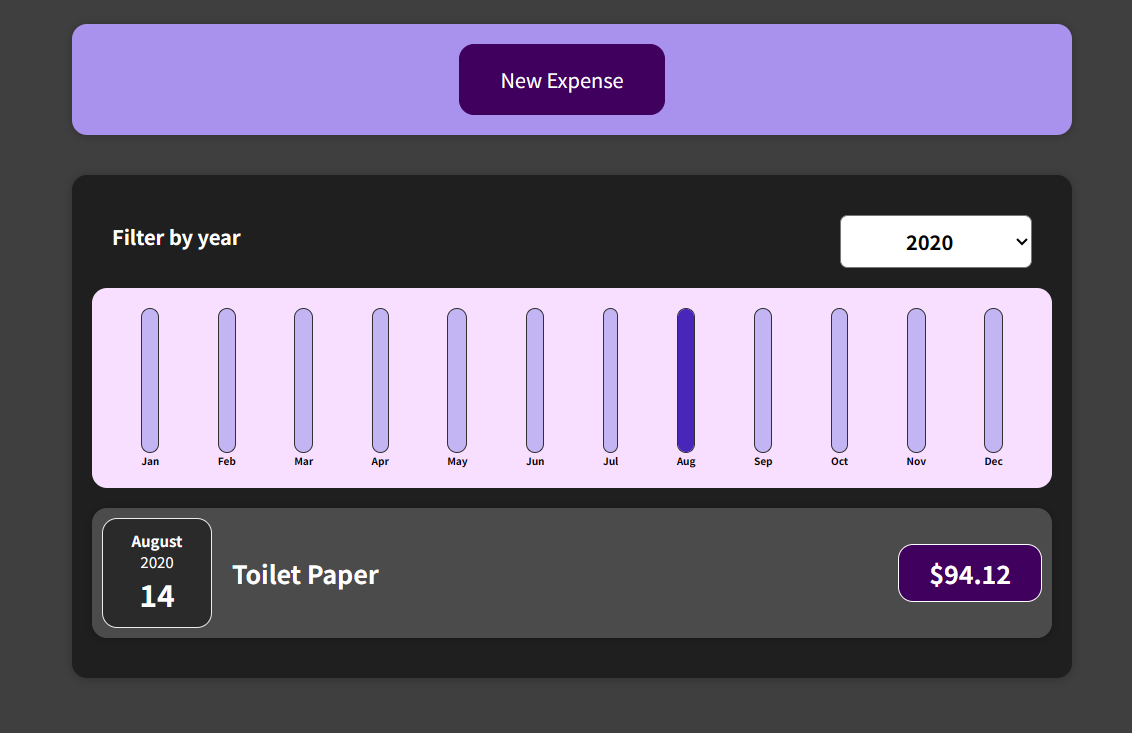 New Expense
Filter by year
2020
Jan Feb Mar Apr May Jun Jul Aug Sep Oct Nov Dec
August
2020
14
Toilet Paper
$94.12